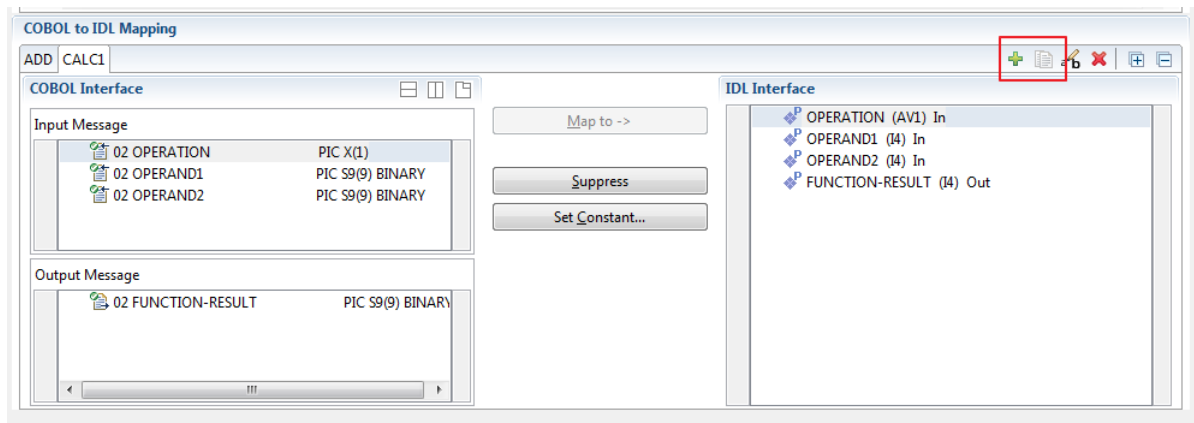 COBOL to IDL Mapping
ADD CALC1
COBOL Interface
Input Message
02 OPERATION PIC X(1)
02 OPERAND1 PIC S9(9) BINARY
02 OPERAND2 PIC S9(9) BINARY
Output Message
02 FUNCTION-RESULT PIC S9(9) BINARY
Map to ->
Suppress
Set Constant...
IDL Interface
OPERATION (AV1) In
OPERAND1 (I4) In
OPERAND2 (I4) In
FUNCTION-RESULT (I4) Out